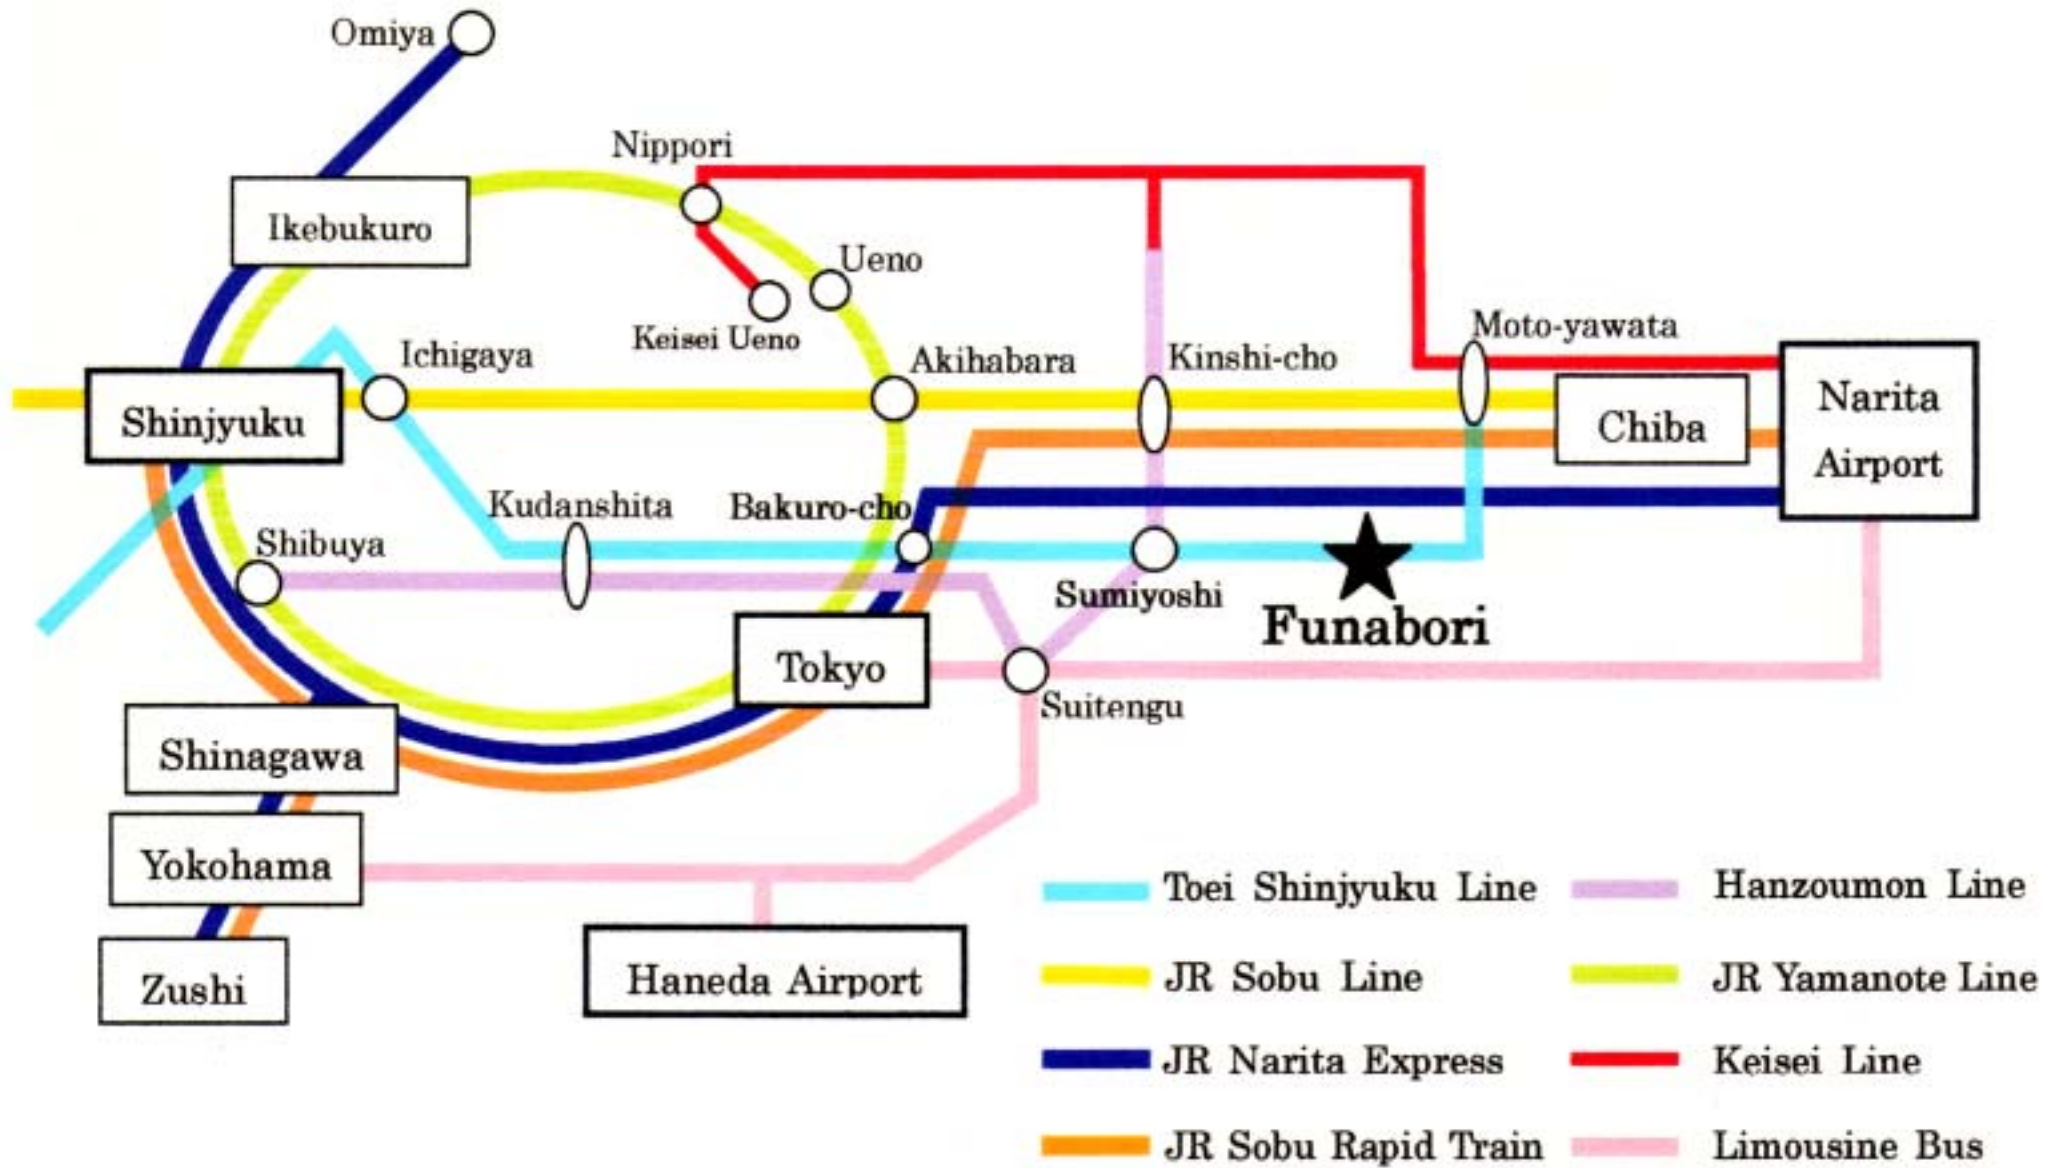 Omiya
Nippori
Ikebukuro
Ueno
Keisei Ueno
Moto-yawata
Ichigaya
Akihabara
Kinshi-cho
Narita
Airport
Shinjyuku
Chiba
Kudanshita
Bakuro-cho
Shibuya
Sumiyoshi
Funabori
Tokyo
Suitengu
Shinagawa
Yokohama
Haneda Airport
Zushi
Toei Shinjyuku Line
Hanzoumon Line
JR Sobu Line
JR Yamanote Line
JR Narita Express
Keisei Line
JR Sobu Rapid Train
Limousine Bus